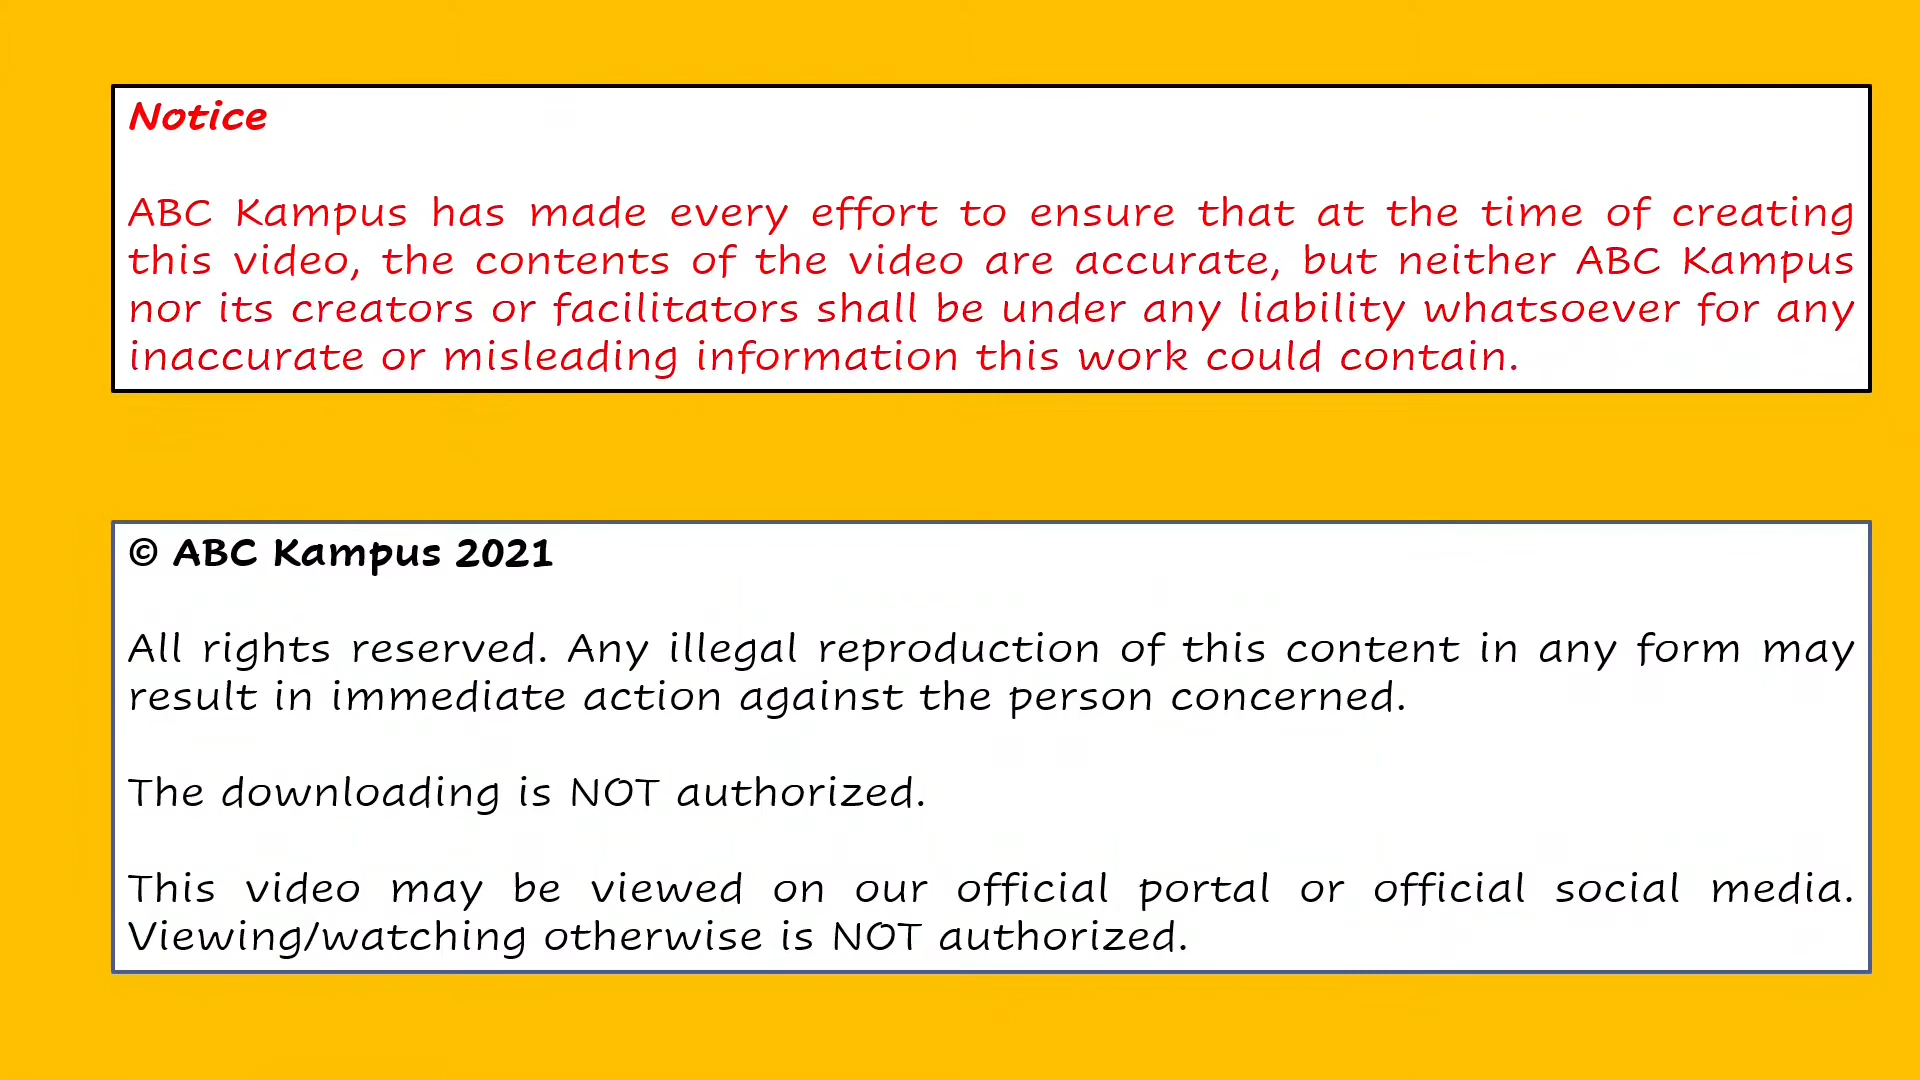 Notice
ABC Kampus has made every effort to ensure that at the time of creating
this video, the contents of the video are accurate, but neither ABC Kampus
nor its creators or facilitators shall be under any liability whatsoever for any
inaccurate or misleading information this work could contain.
© ABC Kampus 2021
All rights reserved. Any illegal reproduction of this content in any form may
result in immediate action against the person concerned.
The downloading is NOT authorized.
This video may be viewed on our official portal or official social media.
Viewing/watching otherwise is NOT authorized.